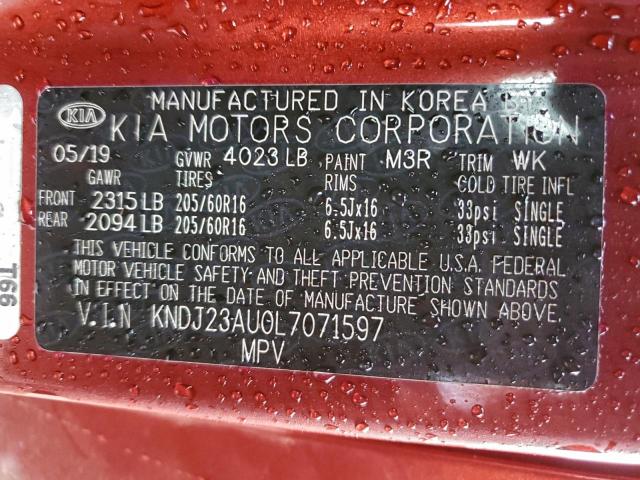 MANUFACTURED IN KOREA BY
KIA KIA MOTORS CORPORATION
05/19 GVWR 4023 LB PAINT M3R TRIM WK
GAWR TIRES RIMS COLD TIRE INFL
FRONT 2315 LB 205/60R16 6.5Jx16 33psi SINGLE
REAR 2094 LB 205/60R16 6.5Jx16 33psi SINGLE
THIS VEHICLE CONFORMS TO ALL APPLICABLE U.S.A. FEDERAL
MOTOR VEHICLE SAFETY AND THEFT PREVENTION STANDARDS
IN EFFECT ON THE DATE OF MANUFACTURE SHOWN ABOVE.
V.I.N KNDJ23AU0L7071597
MPV
T66